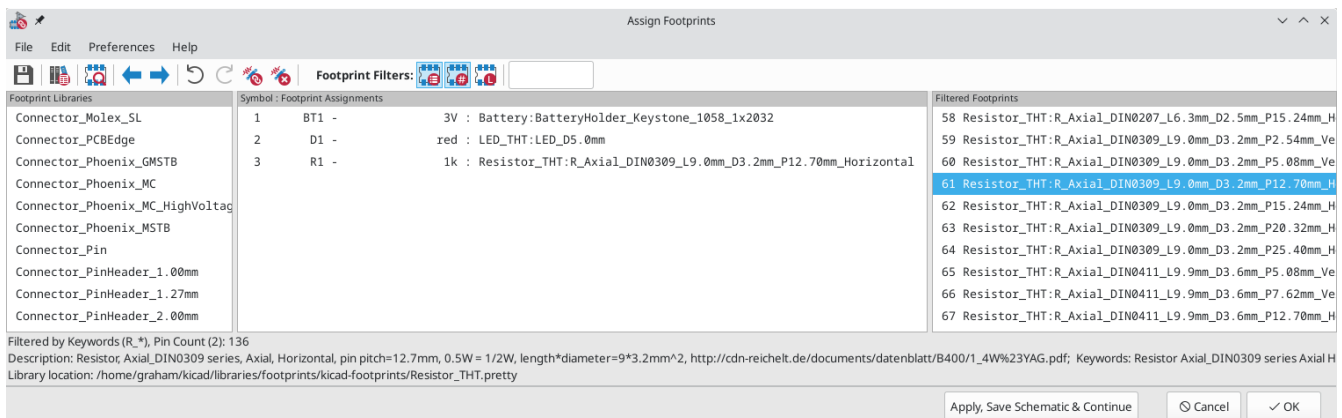 Assign Footprints
File Edit Preferences Help
Footprint Filters:
Footprint Libraries
Connector_Molex_SL
Connector_PCBEdge
Connector_Phoenix_GMSTB
Connector_Phoenix_MC
Connector_Phoenix_MC_HighVoltag
Connector_Phoenix_MSTB
Connector_Pin
Connector_PinHeader_1.00mm
Connector_PinHeader_1.27mm
Connector_PinHeader_2.00mm
Symbol : Footprint Assignments
1 BT1 - 3V : Battery:BatteryHolder_Keystone_1058_1x2032
2 D1 - red : LED_THT:LED_D5.0mm
3 R1 - 1k : Resistor_THT:R_Axial_DIN0309_L9.0mm_D3.2mm_P12.70mm_Horizontal
Filtered Footprints
58 Resistor_THT:R_Axial_DIN0207_L6.3mm_D2.5mm_P15.24mm_H
59 Resistor_THT:R_Axial_DIN0309_L9.0mm_D3.2mm_P2.54mm_Ve
60 Resistor_THT:R_Axial_DIN0309_L9.0mm_D3.2mm_P5.08mm_Ve
61 Resistor_THT:R_Axial_DIN0309_L9.0mm_D3.2mm_P12.70mm_H
62 Resistor_THT:R_Axial_DIN0309_L9.0mm_D3.2mm_P15.24mm_H
63 Resistor_THT:R_Axial_DIN0309_L9.0mm_D3.2mm_P20.32mm_H
64 Resistor_THT:R_Axial_DIN0309_L9.0mm_D3.2mm_P25.40mm_H
65 Resistor_THT:R_Axial_DIN0411_L9.9mm_D3.6mm_P5.08mm_Ve
66 Resistor_THT:R_Axial_DIN0411_L9.9mm_D3.6mm_P7.62mm_Ve
67 Resistor_THT:R_Axial_DIN0411_L9.9mm_D3.6mm_P12.70mm_H
Filtered by Keywords (R_*), Pin Count (2): 136
Description: Resistor, Axial_DIN0309 series, Axial, Horizontal, pin pitch=12.7mm, 0.5W = 1/2W, length*diameter=9*3.2mm^2, http://cdn-reichelt.de/documents/datenblatt/B400/1_4W%23YAG.pdf; Keywords: Resistor Axial_DIN0309 series Axial H
Library location: /home/graham/kicad/libraries/footprints/kicad-footprints/Resistor_THT.pretty
Apply, Save Schematic & Continue Cancel OK